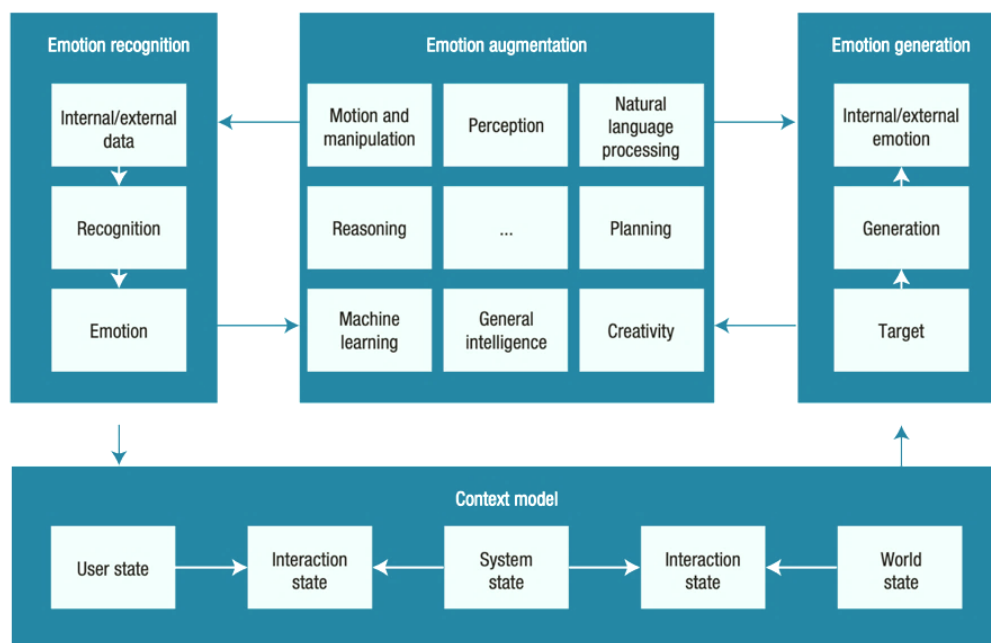 Emotion recognition
Internal/external
data
Recognition
Emotion
Emotion augmentation
Motion and
manipulation
Perception
Natural
language
processing
Reasoning
...
Planning
Machine
learning
General
intelligence
Creativity
Emotion generation
Internal/external
emotion
Generation
Target
Context model
User state
Interaction
state
System
state
Interaction
state
World
state